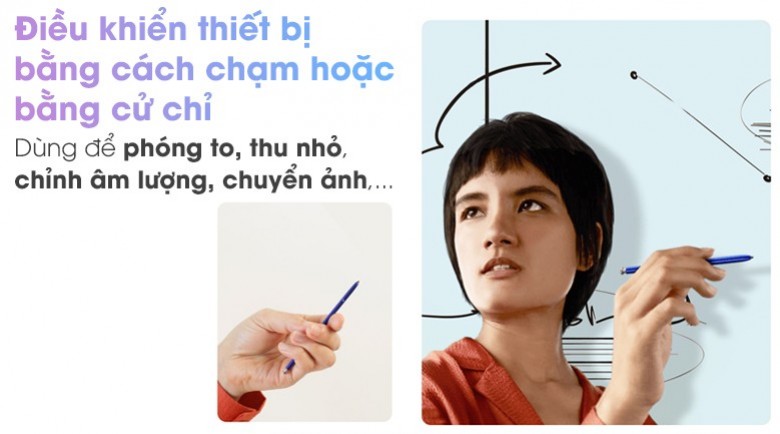 Điều khiển thiết bị
bằng cách chạm hoặc
bằng cử chỉ
Dùng để phóng to, thu nhỏ,
chỉnh âm lượng, chuyển ảnh,...